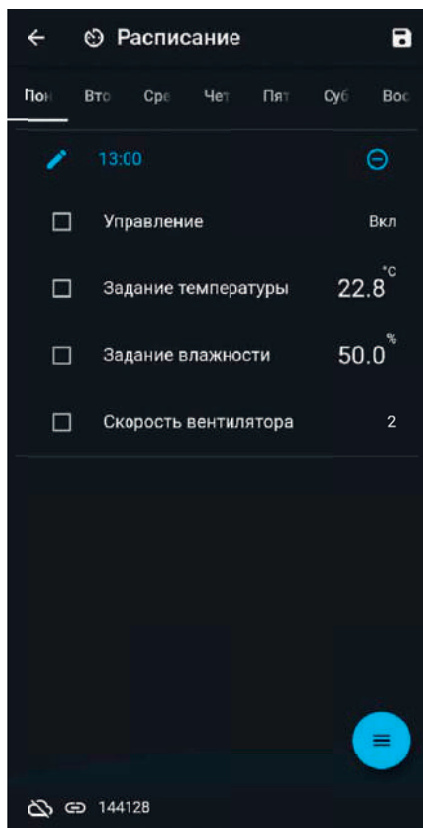 Расписание
Пон Вто Сре Чет Пят Суб Вос
13:00
Управление Вкл
Задание температуры 22.8 °C
Задание влажности 50.0 %
Скорость вентилятора 2
144128